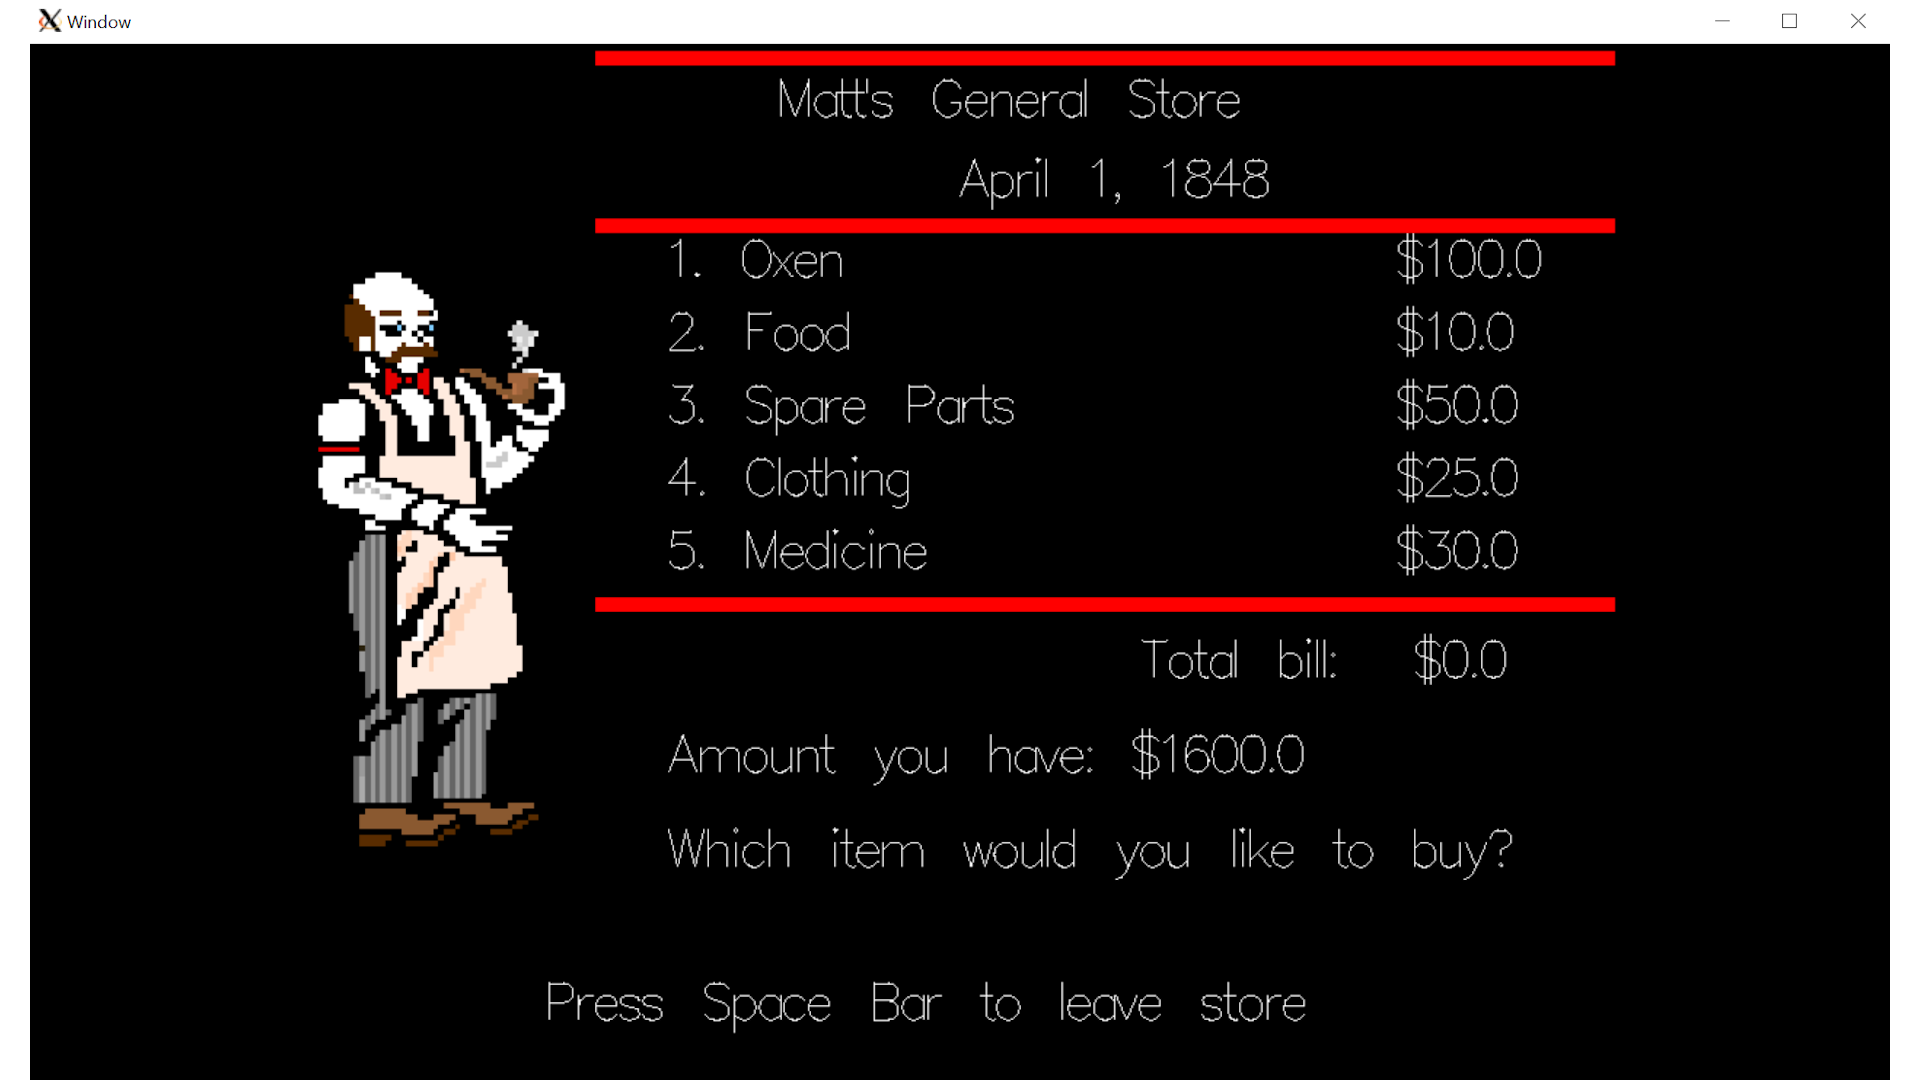 Window
Matt's General Store
April 1, 1848
1. Oxen $100.0
2. Food $10.0
3. Spare Parts $50.0
4. Clothing $25.0
5. Medicine $30.0
Total bill: $0.0
Amount you have: $1600.0
Which item would you like to buy?
Press Space Bar to leave store